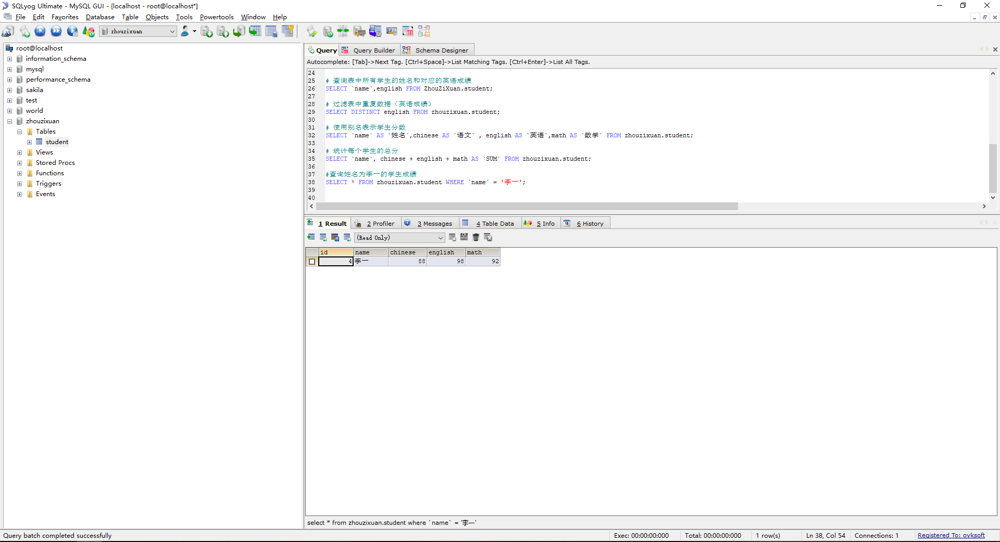 SQLyog Ultimate - MySQL GUI - [localhost - root@localhost*]
File Edit Favorites Database Table Objects Tools Powertools Window Help
zhouzixuan
root@localhost
information_schema
mysql
performance_schema
sakila
test
world
zhouzixuan
Tables
student
Views
Stored Procs
Functions
Triggers
Events
Query Query Builder Schema Designer
Autocomplete: [Tab]->Next Tag. [Ctrl+Space]->List Matching Tags. [Ctrl+Enter]->List All Tags.
24
25 # 查询表中所有学生的姓名和对应的英语成绩
26 SELECT `name`,english FROM ZhouZiXuan.student;
27
28 # 过滤表中重复数据（英语成绩）
29 SELECT DISTINCT english FROM zhouzixuan.student;
30
31 # 使用别名表示学生分数
32 SELECT `name` AS `姓名`,chinese AS `语文` , english AS `英语`,math AS `数学` FROM zhouzixuan.student;
33
34 # 统计每个学生的总分
35 SELECT `name`, chinese + english + math AS `SUM` FROM zhouzixuan.student;
36
37 #查询姓名为李一的学生成绩
38 SELECT * FROM zhouzixuan.student WHERE `name` = '李一';
39
40
1 Result 2 Profiler 3 Messages 4 Table Data 5 Info 6 History
(Read Only)
id name chinese english math
4 李一 88 98 92
select * from zhouzixuan.student where `name` = '李一'
Query batch completed successfully Exec: 00:00:00:000 Total: 00:00:00:000 1 row(s) Ln 38, Col 54 Connections: 1 Registered To: ovksoft